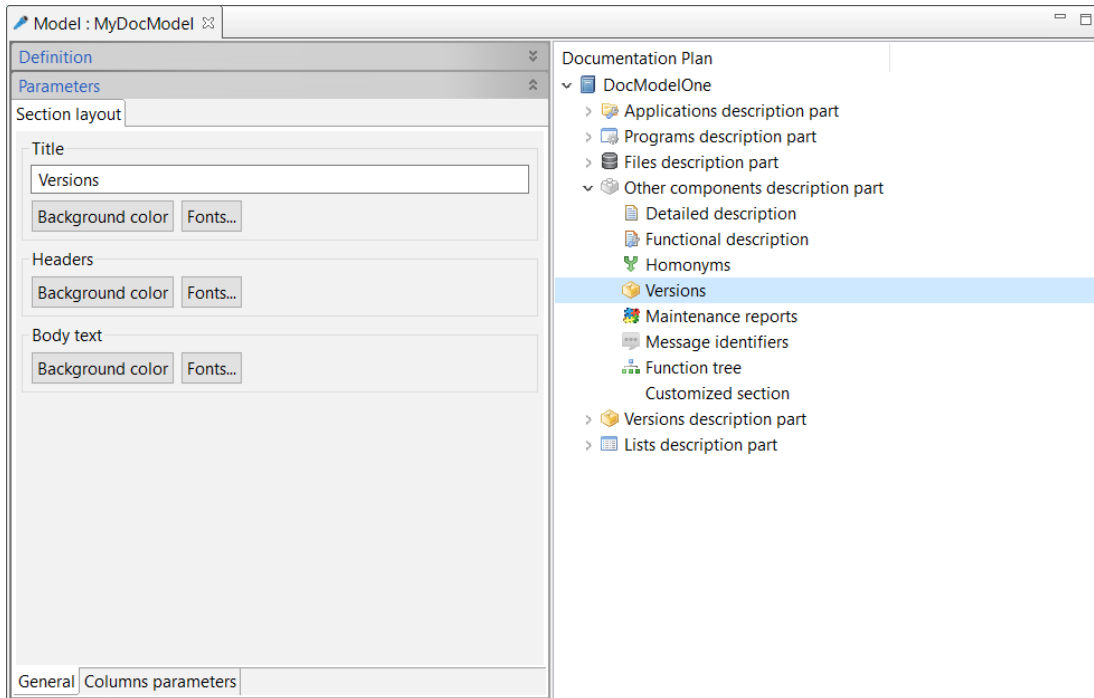 Model : MyDocModel
Definition
Parameters
Section layout
Title
Versions
Background color
Fonts...
Headers
Background color
Fonts...
Body text
Background color
Fonts...
General
Columns parameters
Documentation Plan
DocModelOne
Applications description part
Programs description part
Files description part
Other components description part
Detailed description
Functional description
Homonyms
Versions
Maintenance reports
Message identifiers
Function tree
Customized section
Versions description part
Lists description part